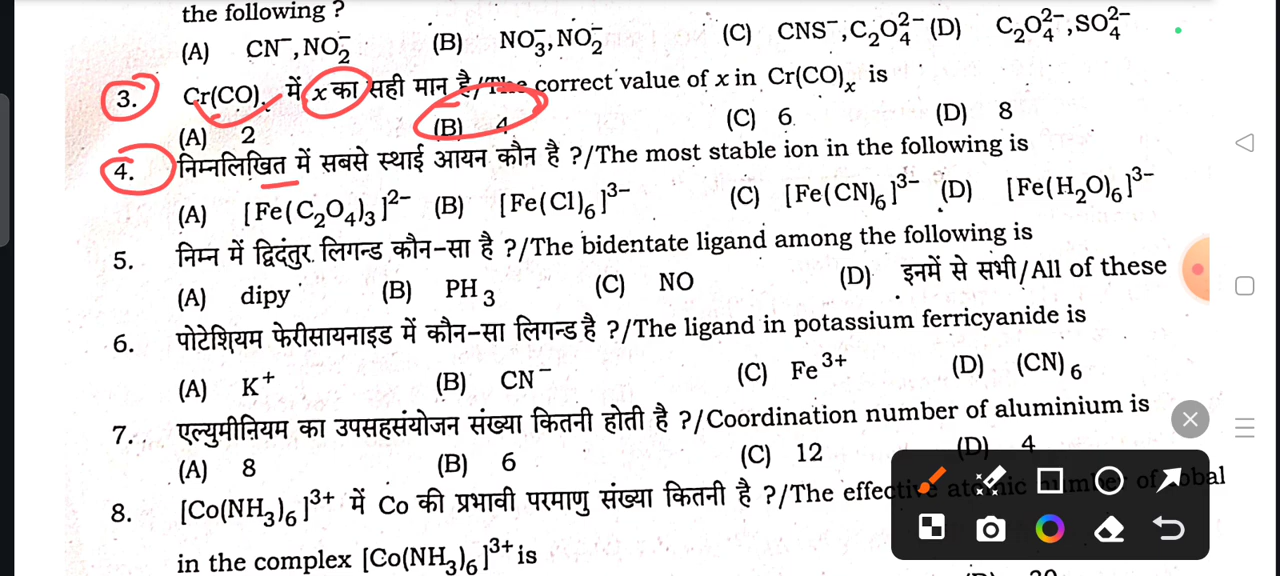 the following ?
(A) CN⁻, NO₂⁻ (B) NO₃⁻, NO₂⁻ (C) CNS⁻, C₂O₄²⁻ (D) C₂O₄²⁻, SO₄²⁻
3. Cr(CO)ₓ में x का सही मान है/The correct value of x in Cr(CO)ₓ is
(A) 2 (B) 4 (C) 6 (D) 8
4. निम्नलिखित में सबसे स्थाई आयन कौन है ?/The most stable ion in the following is
(A) [Fe(C₂O₄)₃]²⁻ (B) [Fe(Cl)₆]³⁻ (C) [Fe(CN)₆]³⁻ (D) [Fe(H₂O)₆]³⁻
5. निम्न में द्विदंतुर लिगन्ड कौन-सा है ?/The bidentate ligand among the following is
(A) dipy (B) PH₃ (C) NO (D) इनमें से सभी/All of these
6. पोटेशियम फेरीसायनाइड में कौन-सा लिगन्ड है ?/The ligand in potassium ferricyanide is
(A) K⁺ (B) CN⁻ (C) Fe³⁺ (D) (CN)₆
7. एल्युमीनियम का उपसहसंयोजन संख्या कितनी होती है ?/Coordination number of aluminium is
(A) 8 (B) 6 (C) 12 (D) 4
8. [Co(NH₃)₆]³⁺ में Co की प्रभावी परमाणु संख्या कितनी है ?/The effective atomic number of
in the complex [Co(NH₃)₆]³⁺ is